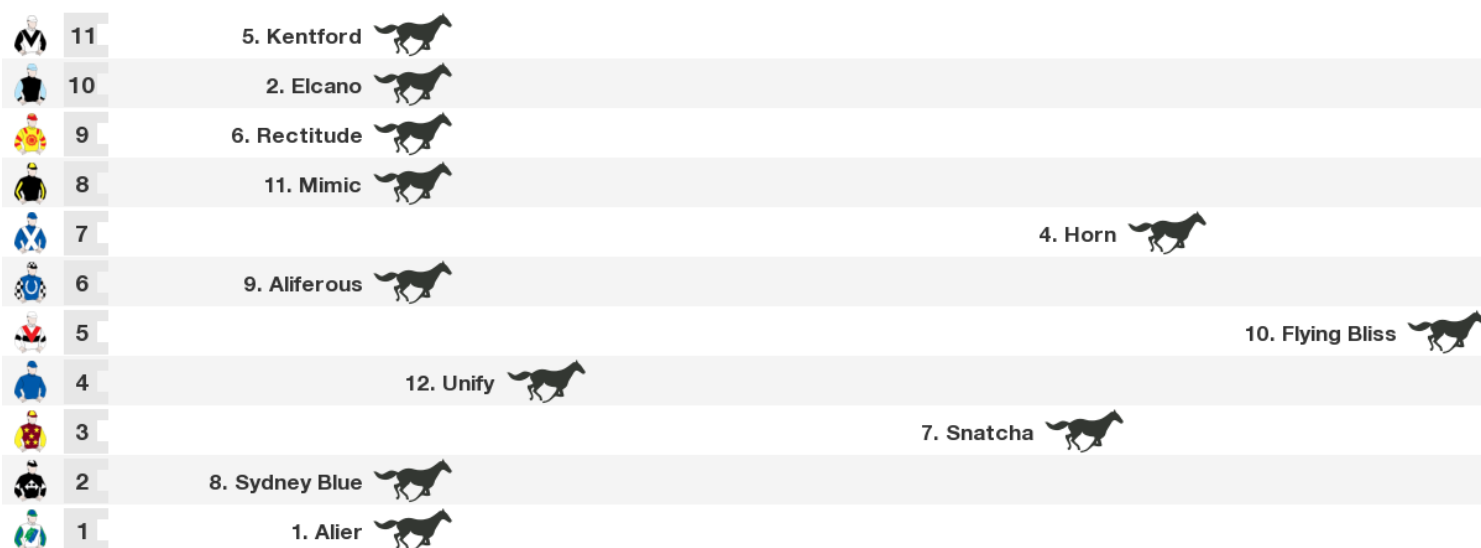 11 5. Kentford
10 2. Elcano
9 6. Rectitude
8 11. Mimic
7 4. Horn
6 9. Aliferous
5 10. Flying Bliss
4 12. Unify
3 7. Snatcha
2 8. Sydney Blue
1 1. Alier